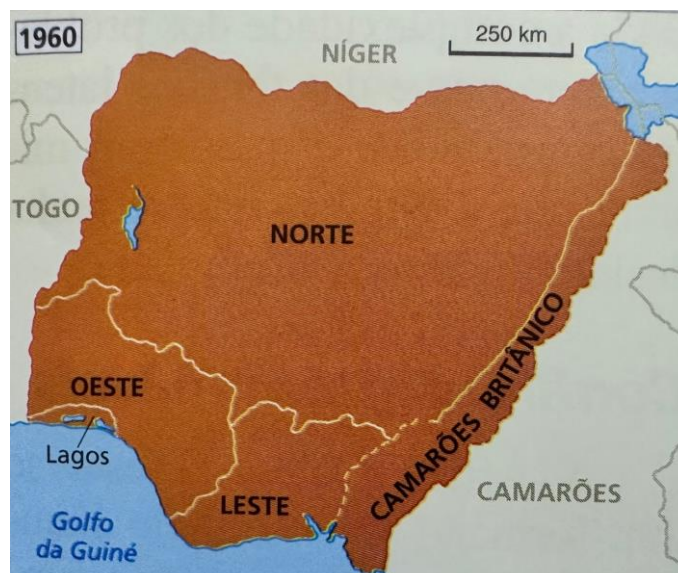 1960
250 km
NÍGER
TOGO
NORTE
OESTE
Lagos
CAMARÕES BRITÂNICO
LESTE
CAMARÕES
Golfo
da Guiné